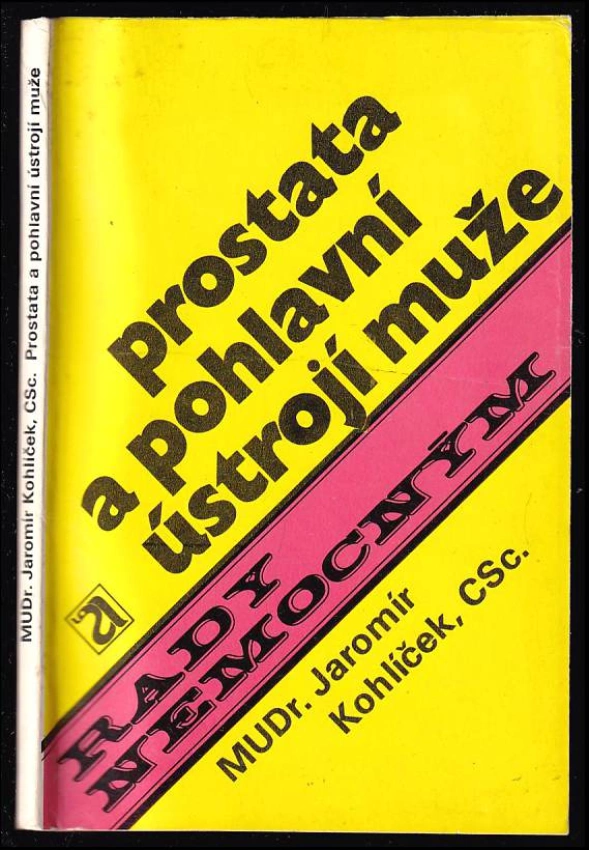 MUDr. Jaromír Kohlíček, CSc. Prostata a pohlavní ústrojí muže
prostata
a pohlavní
ústrojí muže
RADY
NEMOCNÝM
MUDr. Jaromír
Kohlíček, CSc.